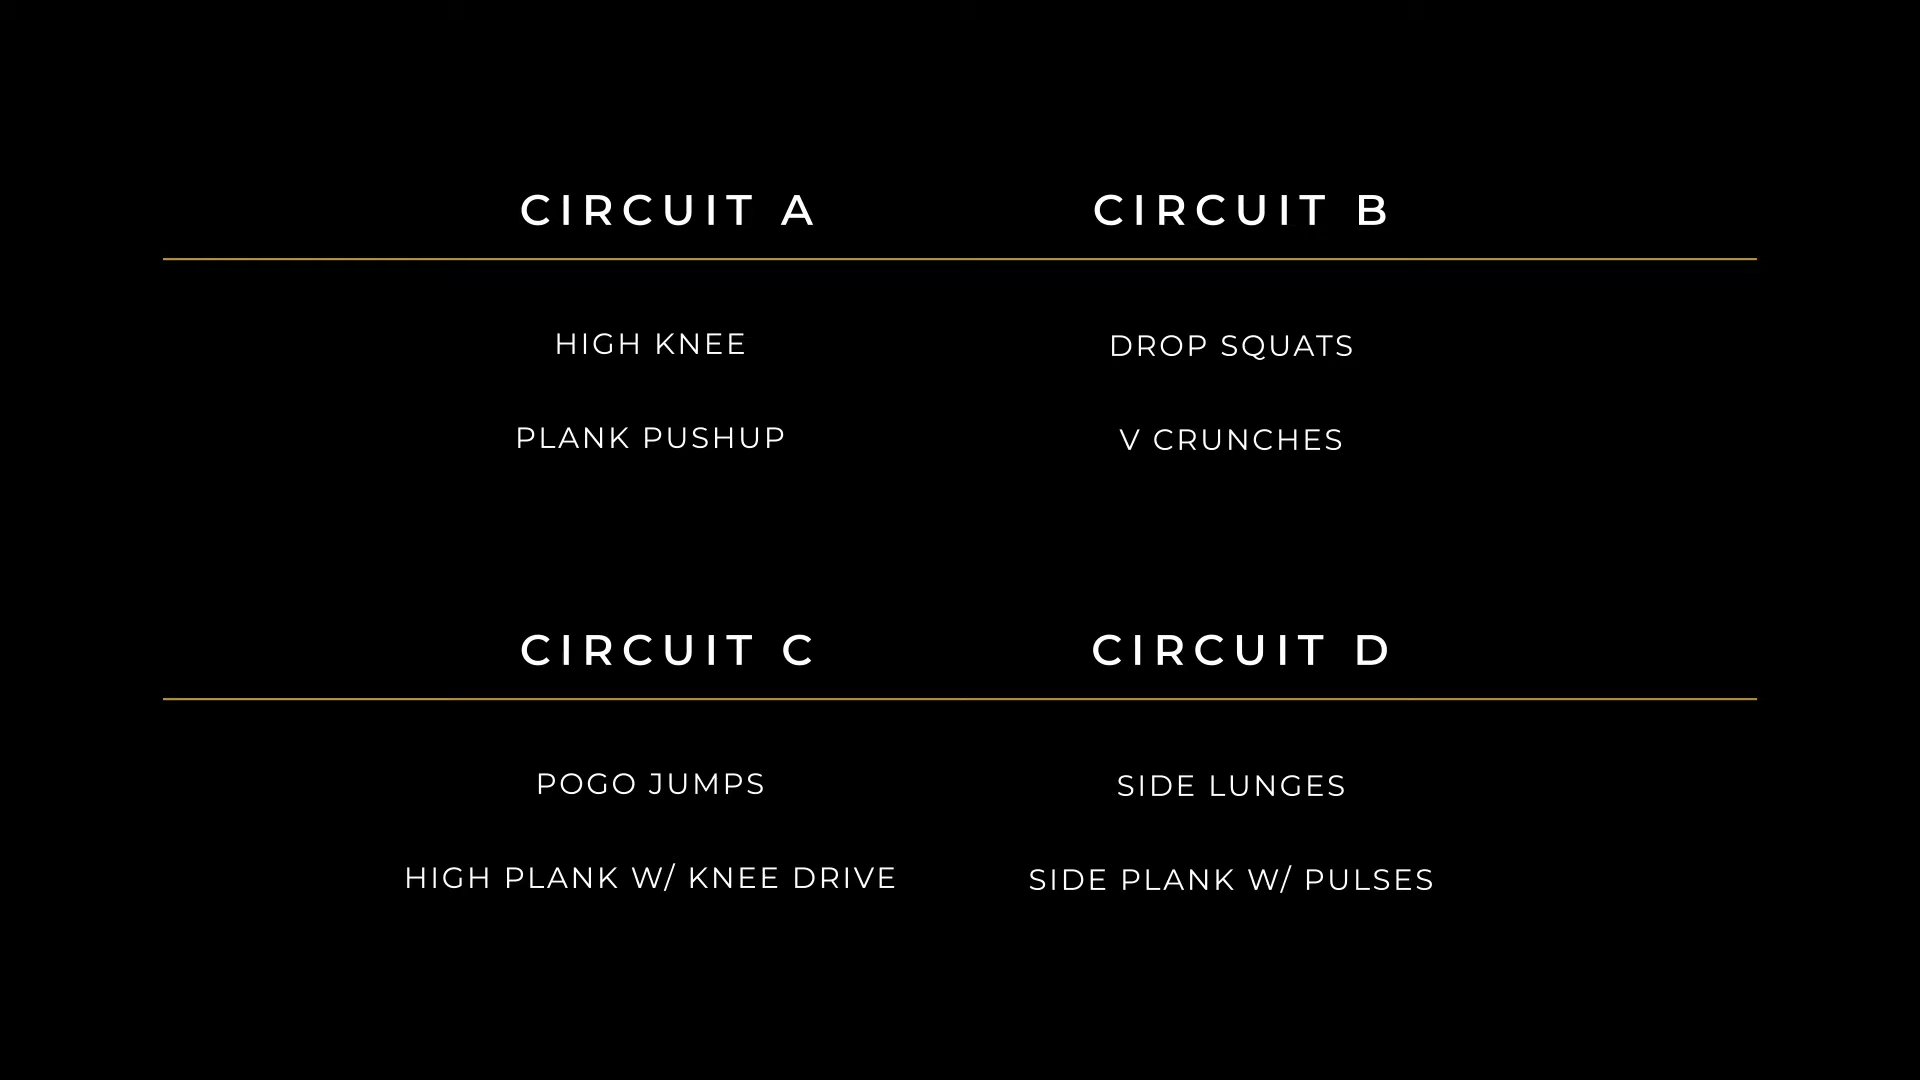 CIRCUIT A
HIGH KNEE
PLANK PUSHUP
CIRCUIT B
DROP SQUATS
V CRUNCHES
CIRCUIT C
POGO JUMPS
HIGH PLANK W/ KNEE DRIVE
CIRCUIT D
SIDE LUNGES
SIDE PLANK W/ PULSES